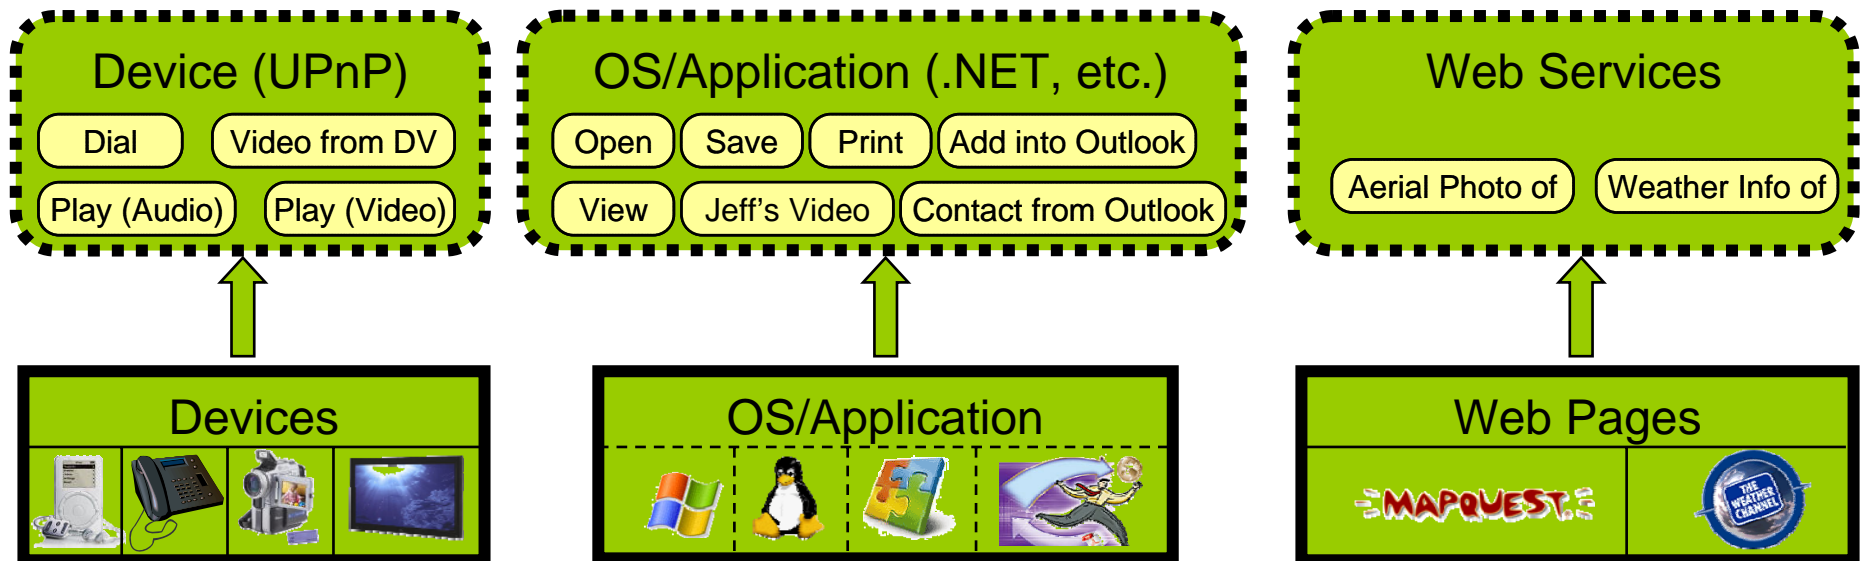 Device (UPnP)
Dial
Video from DV
Play (Audio)
Play (Video)
OS/Application (.NET, etc.)
Open
Save
Print
Add into Outlook
View
Jeff's Video
Contact from Outlook
Web Services
Aerial Photo of
Weather Info of
Devices
OS/Application
Web Pages
MAPQUEST
THE
WEATHER
CHANNEL